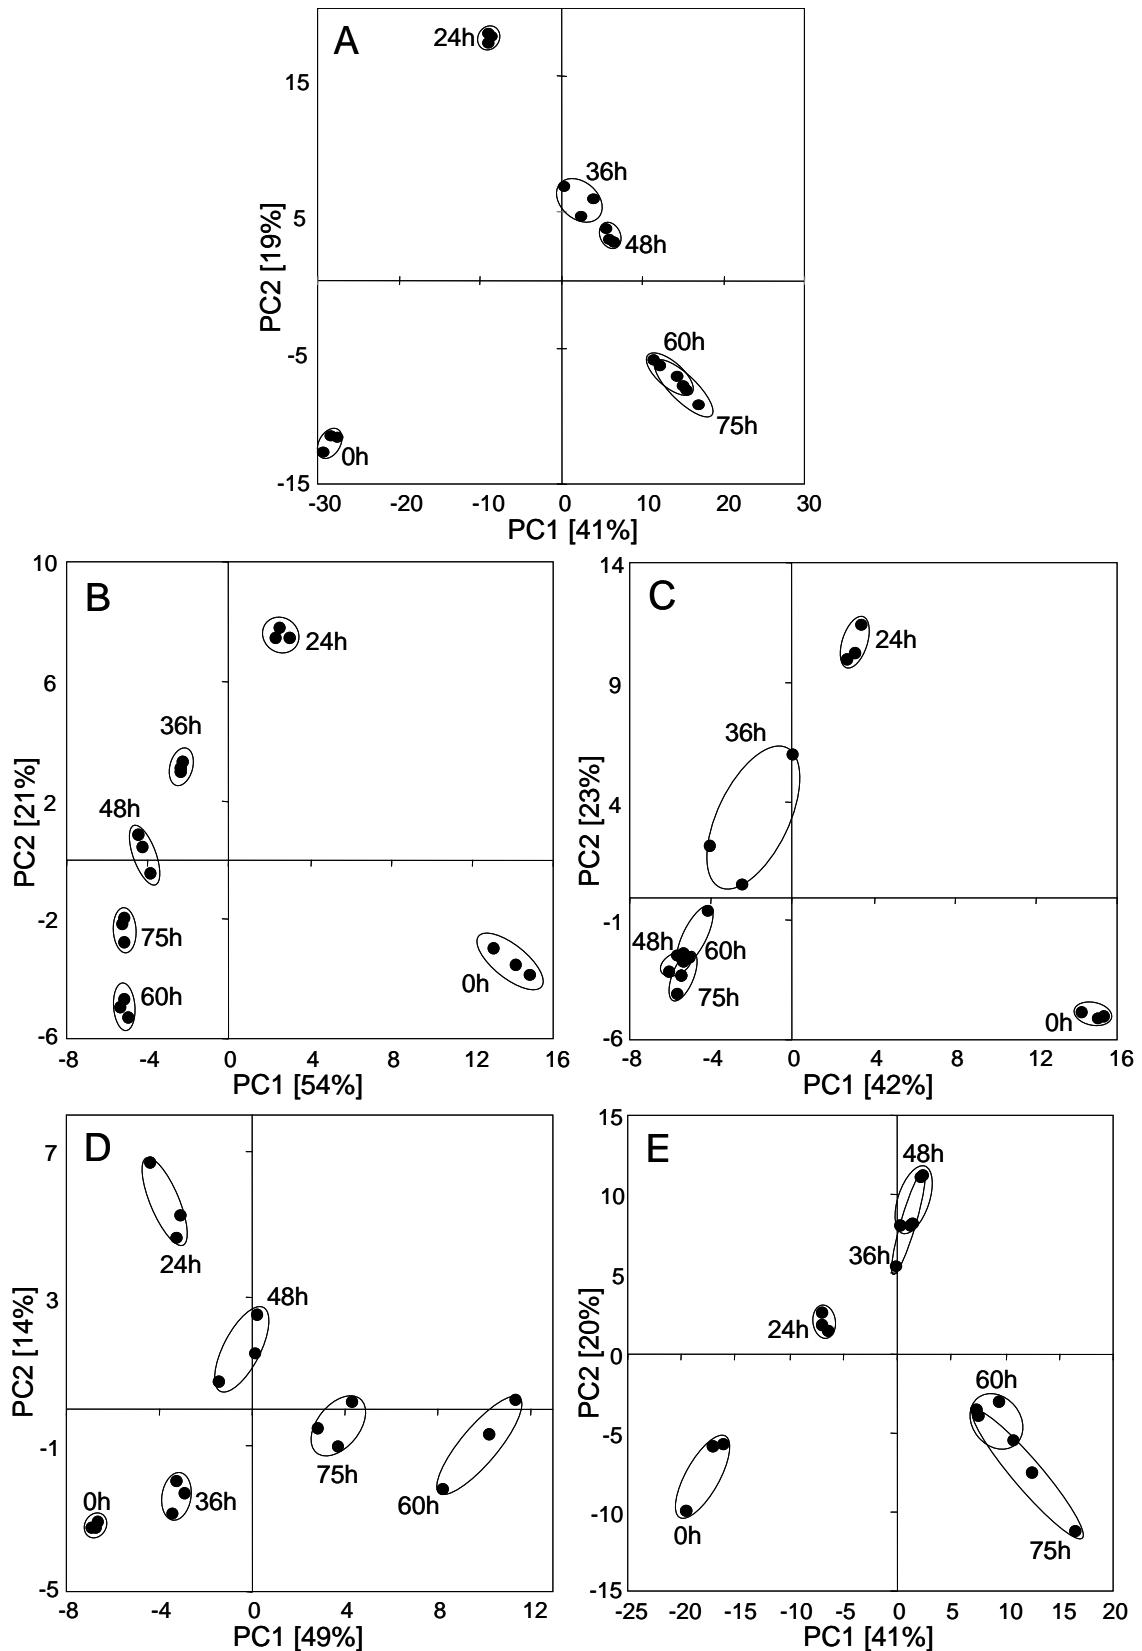 A
24h
15
36h
5
48h
PC2 [19%]
-5
60h
75h
0h
-15
-30 -20 -10 0 10 20 30
PC1 [41%]
B
10
24h
6
36h
48h
2
PC2 [21%]
-2
75h
60h
0h
-6
-8 -4 0 4 8 12 16
PC1 [54%]
C
14
24h
9
36h
4
PC2 [23%]
-1
48h
60h
75h
0h
-6
-8 -4 0 4 8 12 16
PC1 [42%]
D
7
24h
3
48h
PC2 [14%]
-1
75h
0h
36h
60h
-5
-8 -4 0 4 8 12
PC1 [49%]
E
15
48h
10
36h
5
24h
PC2 [20%]
0
60h
-5
-10
0h
75h
-15
-25 -20 -15 -10 -5 0 5 10 15 20
PC1 [41%]